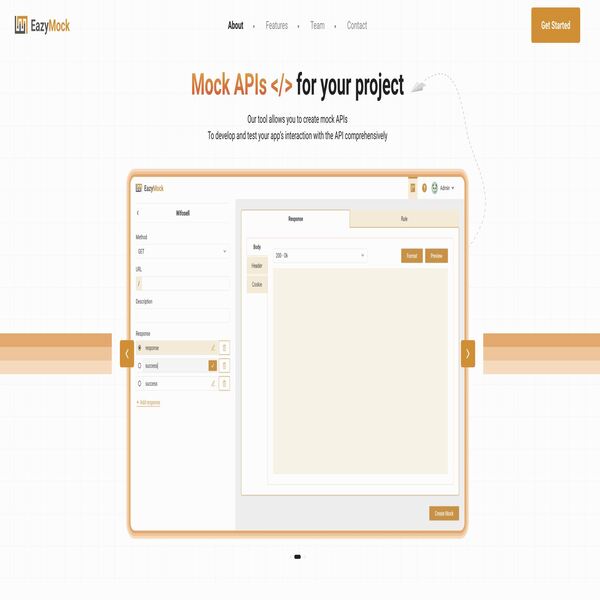 EazyMock
About
Features
Team
Contact
Get Started
Mock APIs </> for your project
Our tool allows you to create mock APIs
To develop and test your app's interaction with the API comprehensively
EazyMock
Admin
Wifosell
Method
GET
URL
/
Description
Response
response
success
success
+ Add response
Response
Rule
Body
Header
Cookie
200 - Ok
Format
Preview
Create Mock